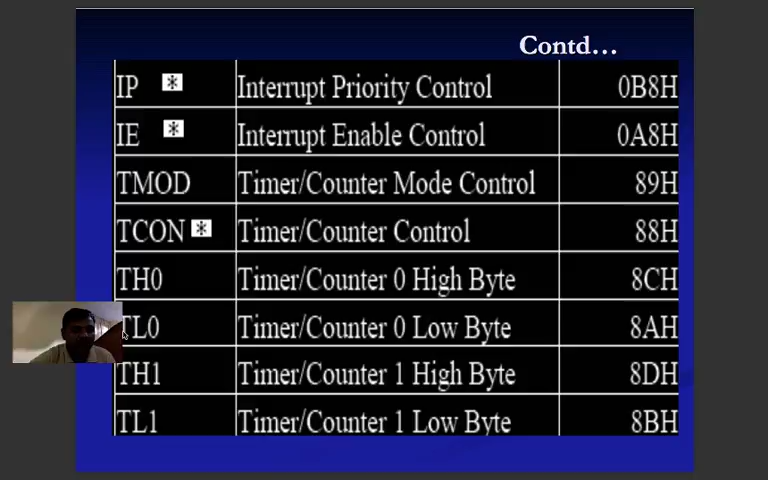 Contd...
IP * Interrupt Priority Control 0B8H
IE * Interrupt Enable Control 0A8H
TMOD Timer/Counter Mode Control 89H
TCON * Timer/Counter Control 88H
TH0 Timer/Counter 0 High Byte 8CH
TL0 Timer/Counter 0 Low Byte 8AH
TH1 Timer/Counter 1 High Byte 8DH
TL1 Timer/Counter 1 Low Byte 8BH